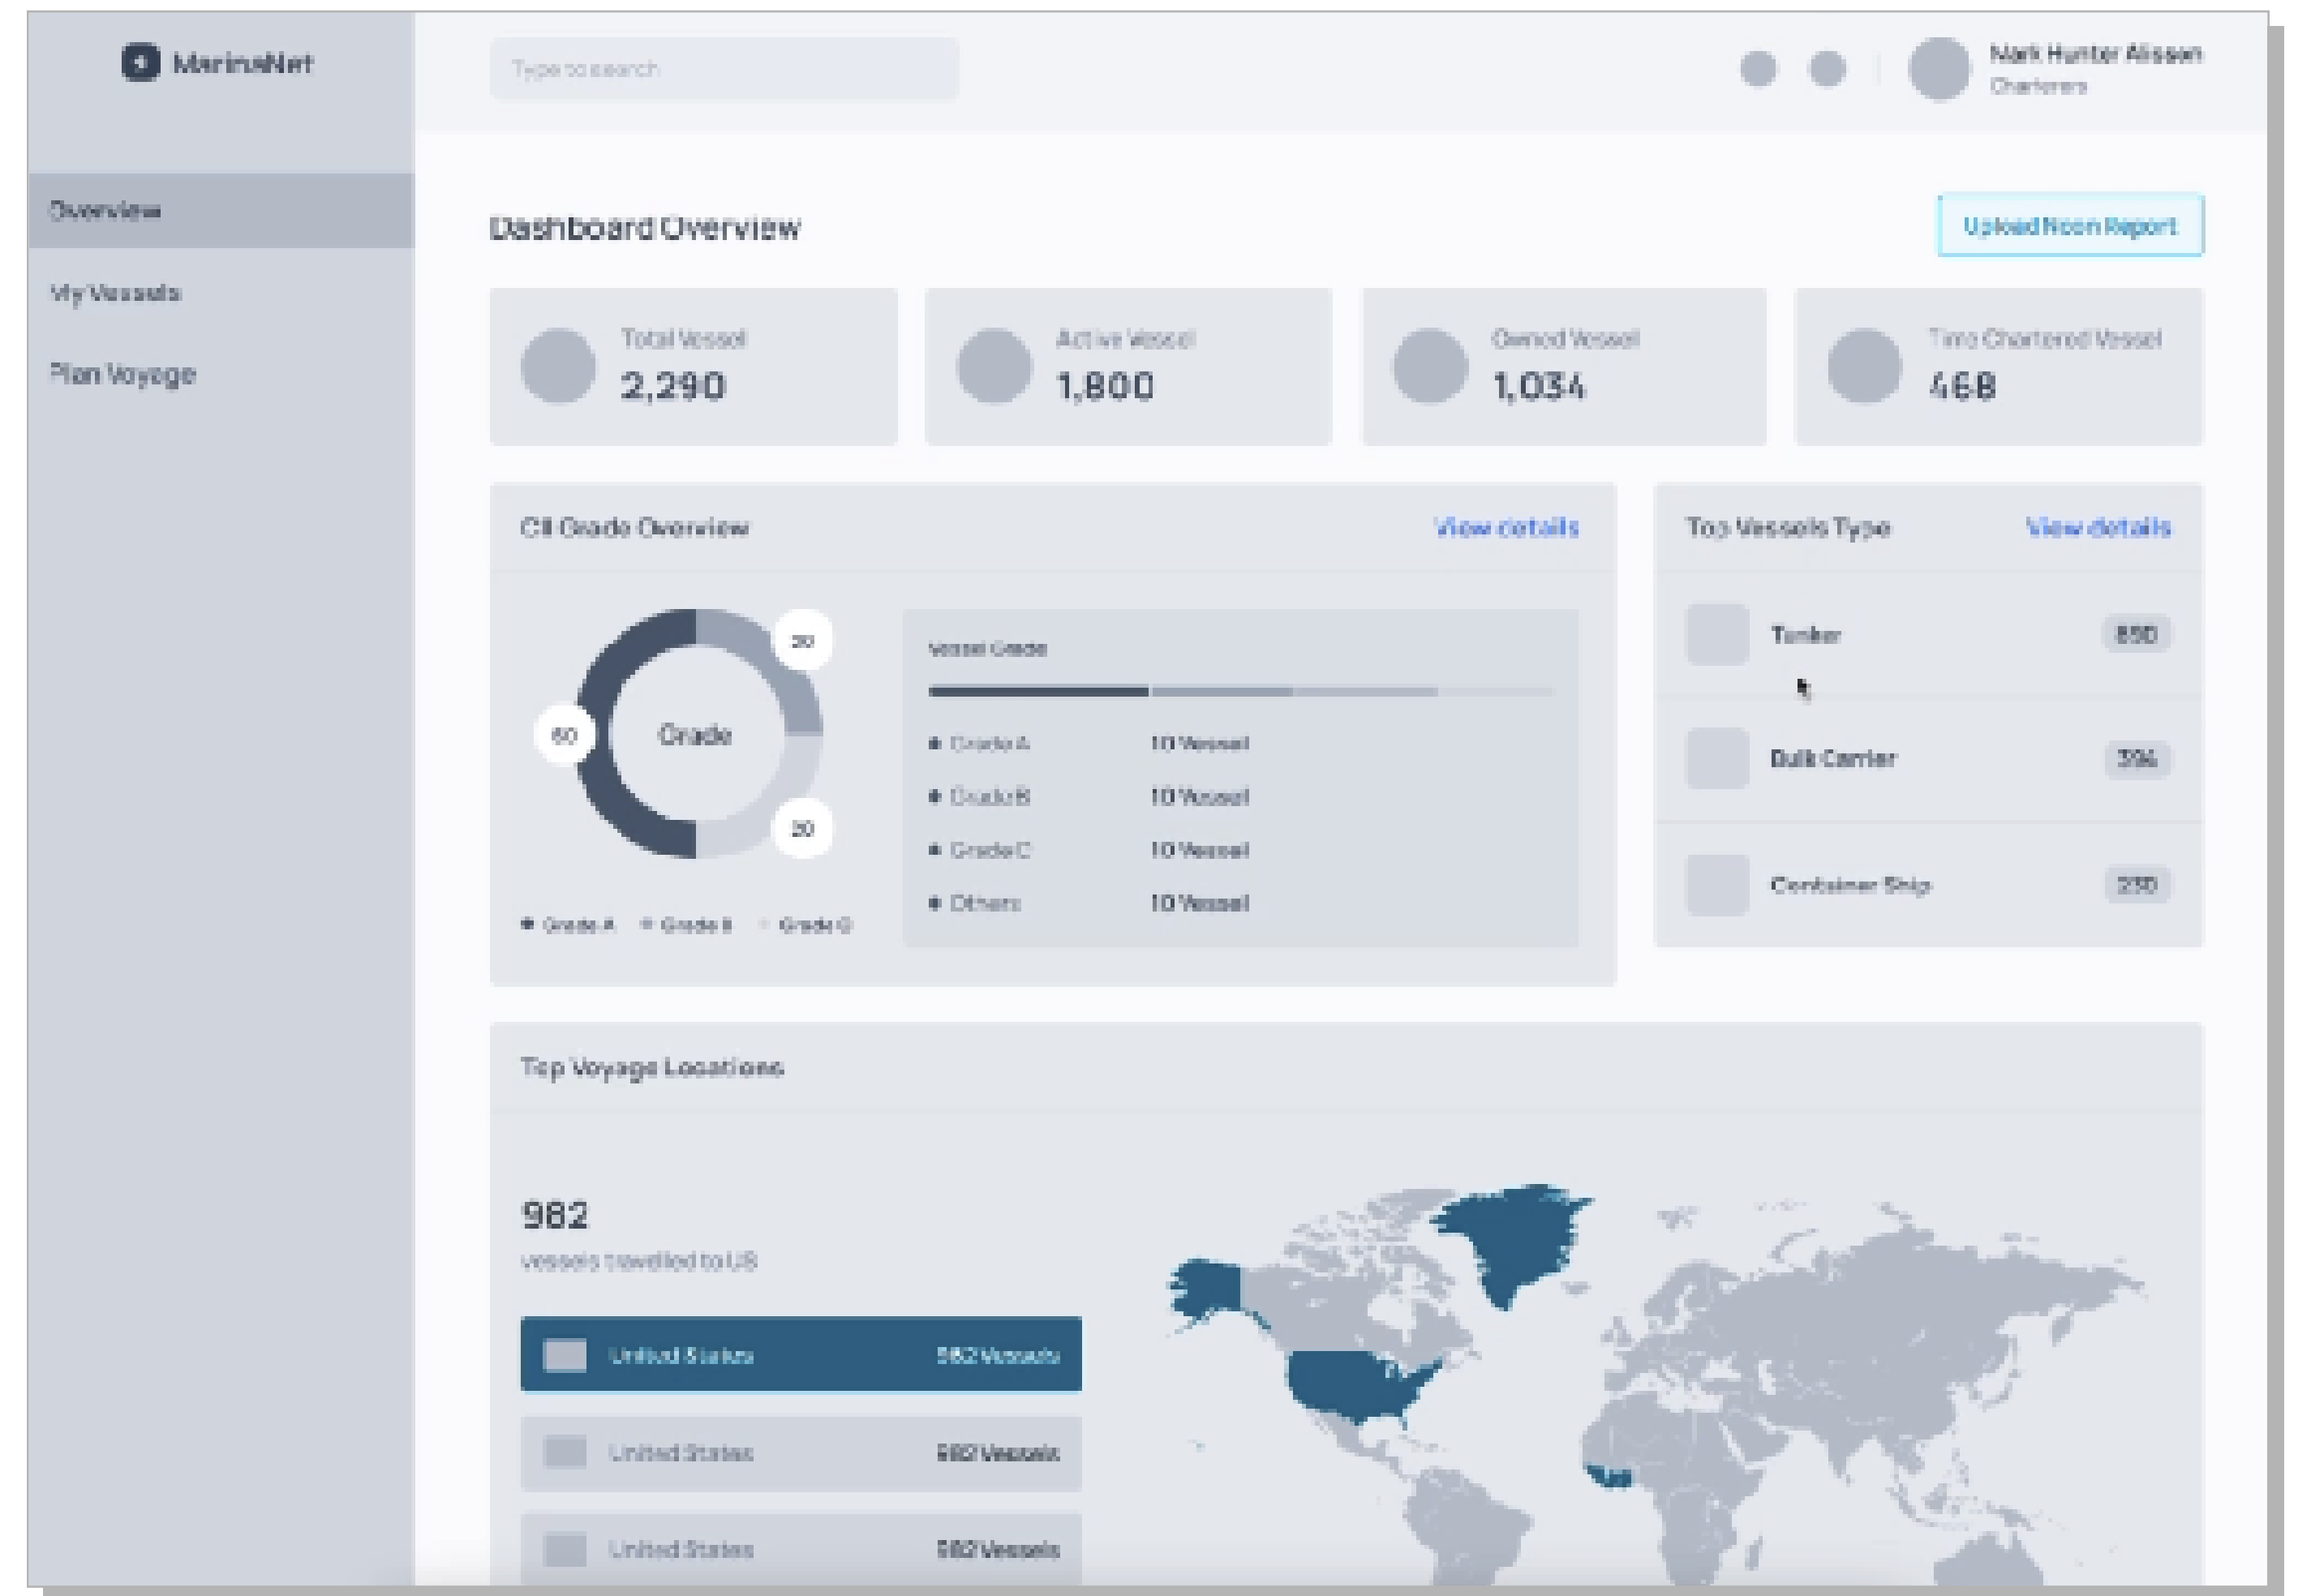 MarinaNet
Type to search
Mark Hunter Alisson
Charterers
Overview
My Vessels
Plan Voyage
Dashboard Overview
Upload Noon Report
Total Vessel
2,290
Active Vessel
1,800
Owned Vessel
1,034
Time Chartered Vessel
468
CII Grade Overview
View details
20
60
Grade
20
Grade A
Grade B
Grade C
Vessel Grade
Grade A 10 Vessel
Grade B 10 Vessel
Grade C 10 Vessel
Others 10 Vessel
Top Vessels Type
View details
Tanker
Bulk Carrier
Container Ship
Top Voyage Locations
982
vessels travelled to US
United States 982 Vessels
United States 982 Vessels
United States 982 Vessels